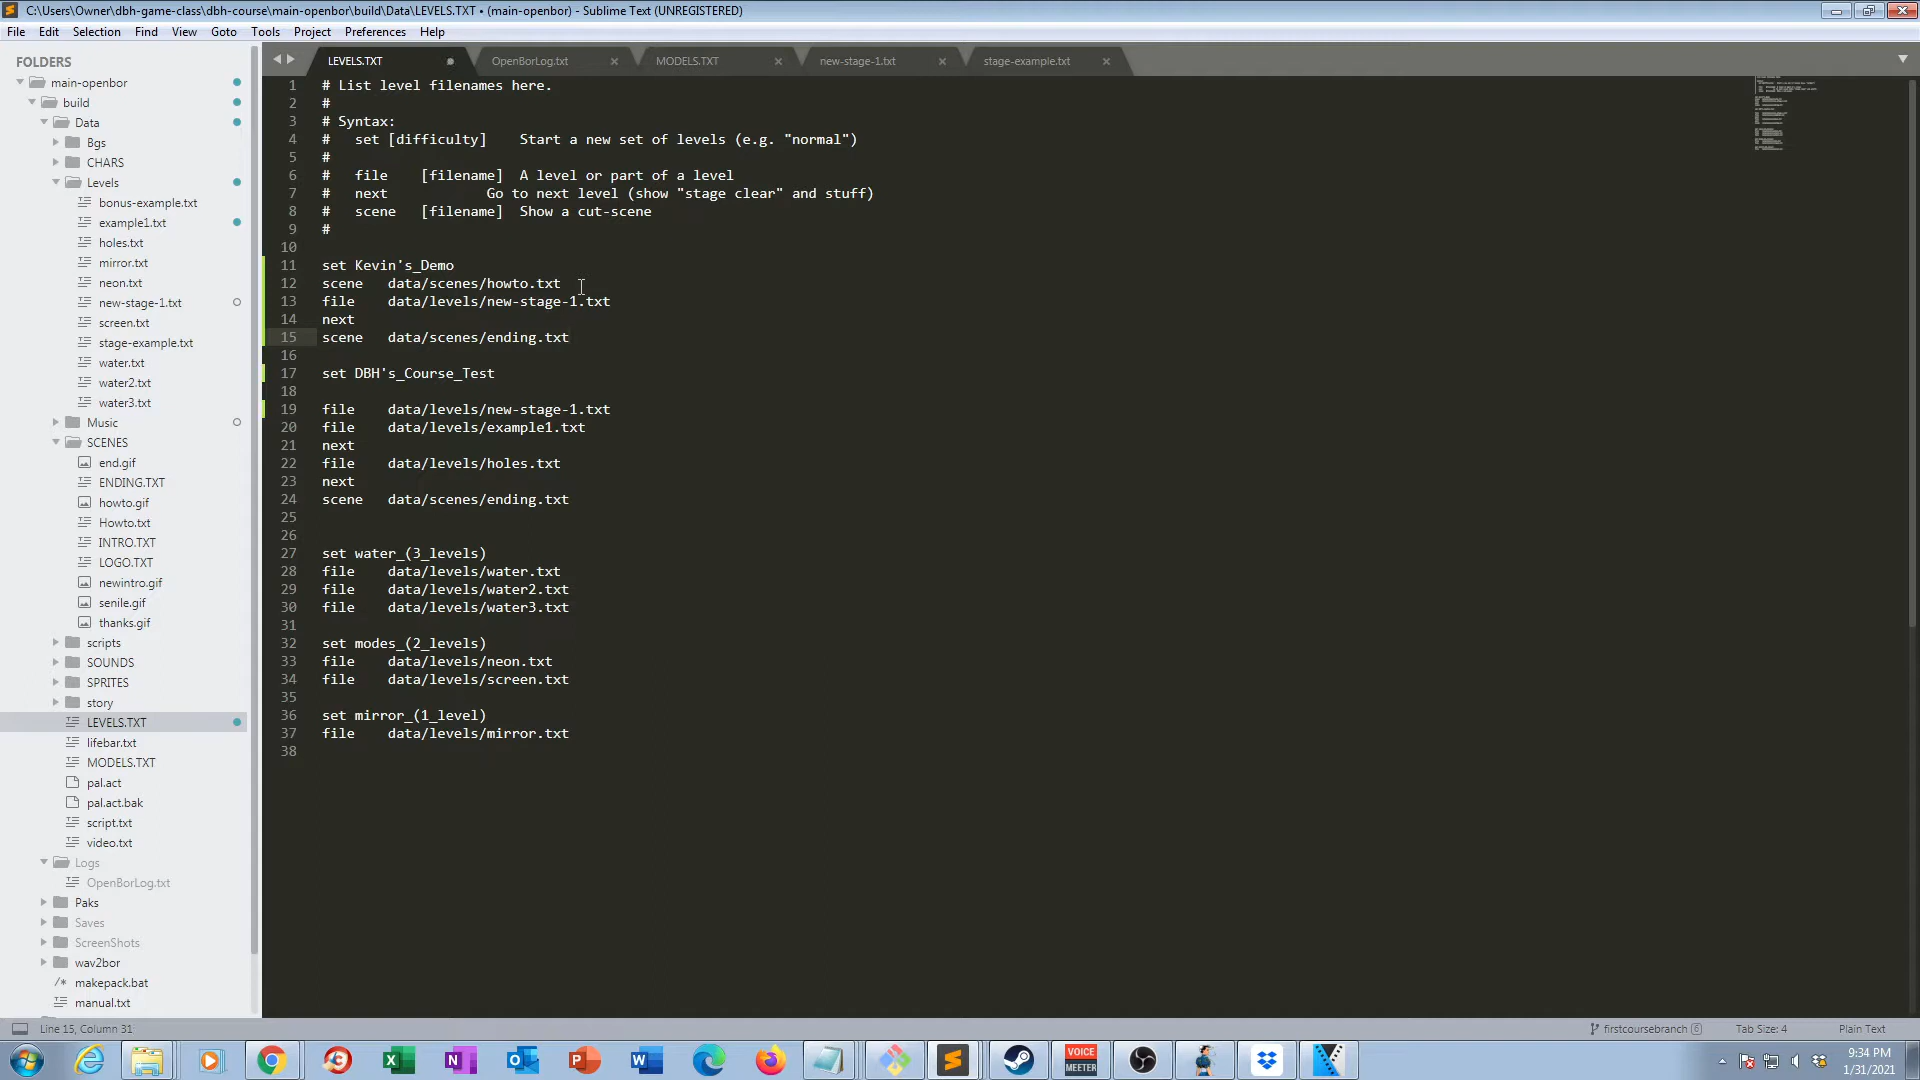 C:\Users\Owner\dbh-game-class\dbh-course\main-openbor\build\Data\LEVELS.TXT • (main-openbor) - Sublime Text (UNREGISTERED)
File Edit Selection Find View Goto Tools Project Preferences Help
LEVELS.TXT OpenBorLog.txt MODELS.TXT new-stage-1.txt stage-example.txt
FOLDERS
main-openbor
build
Data
Bgs
CHARS
Levels
bonus-example.txt
example1.txt
holes.txt
mirror.txt
neon.txt
new-stage-1.txt
screen.txt
stage-example.txt
water.txt
water2.txt
water3.txt
Music
SCENES
end.gif
ENDING.TXT
howto.gif
Howto.txt
INTRO.TXT
LOGO.TXT
newintro.gif
senile.gif
thanks.gif
scripts
SOUNDS
SPRITES
story
LEVELS.TXT
lifebar.txt
MODELS.TXT
pal.act
pal.act.bak
script.txt
video.txt
Logs
OpenBorLog.txt
Paks
Saves
ScreenShots
wav2bor
makepack.bat
manual.txt
1 # List level filenames here.
2 #
3 # Syntax:
4 # set [difficulty] Start a new set of levels (e.g. "normal")
5 #
6 # file [filename] A level or part of a level
7 # next Go to next level (show "stage clear" and stuff)
8 # scene [filename] Show a cut-scene
9 #
10
11 set Kevin's_Demo
12 scene data/scenes/howto.txt
13 file data/levels/new-stage-1.txt
14 next
15 scene data/scenes/ending.txt
16
17 set DBH's_Course_Test
18
19 file data/levels/new-stage-1.txt
20 file data/levels/example1.txt
21 next
22 file data/levels/holes.txt
23 next
24 scene data/scenes/ending.txt
25
26
27 set water_(3_levels)
28 file data/levels/water.txt
29 file data/levels/water2.txt
30 file data/levels/water3.txt
31
32 set modes_(2_levels)
33 file data/levels/neon.txt
34 file data/levels/screen.txt
35
36 set mirror_(1_level)
37 file data/levels/mirror.txt
38
Line 15, Column 31 firstcoursebranch 6 Tab Size: 4 Plain Text
VOICE
MEETER
9:34 PM
1/31/2021